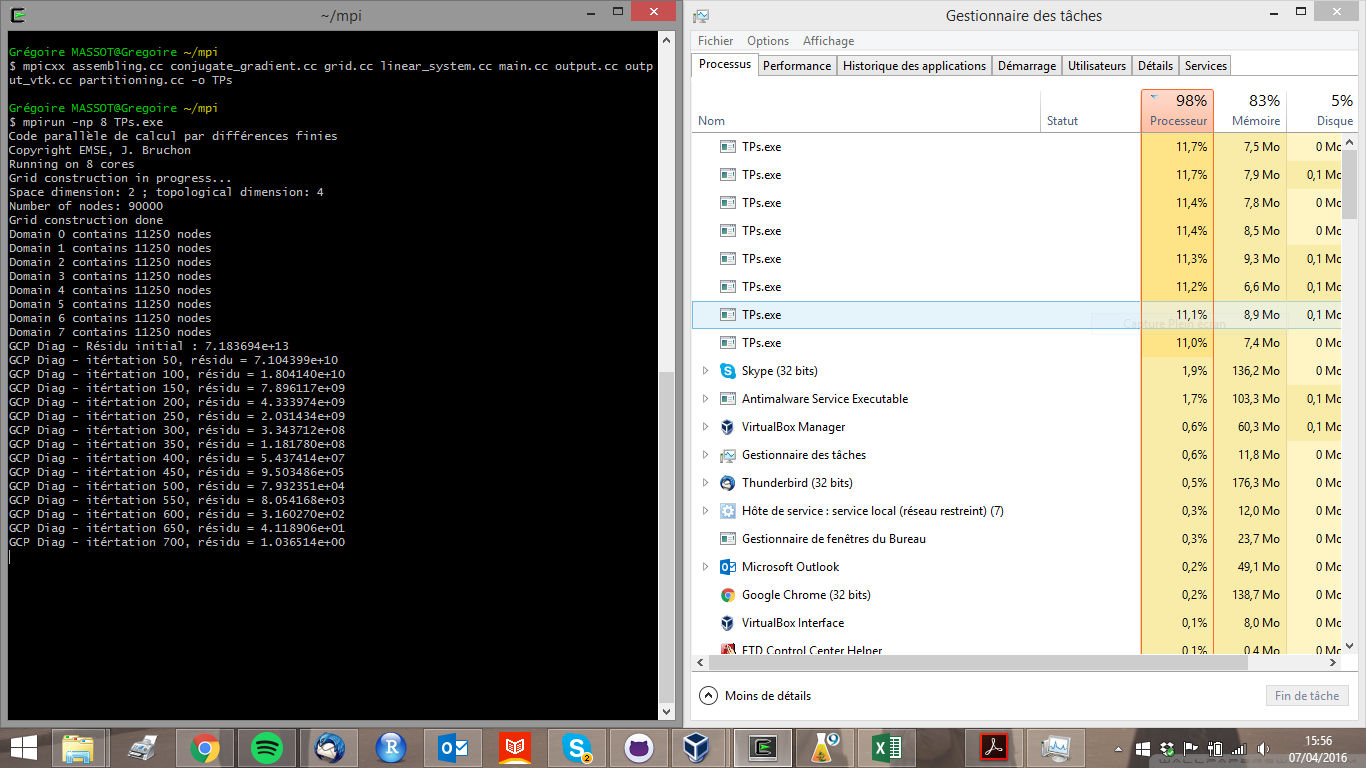 ~/mpi
Grégoire MASSOT@Gregoire ~/mpi
$ mpicxx assembling.cc conjugate_gradient.cc grid.cc linear_system.cc main.cc output.cc outp
ut_vtk.cc partitioning.cc -o TPs
Grégoire MASSOT@Gregoire ~/mpi
$ mpirun -np 8 TPs.exe
Code parallèle de calcul par différences finies
Copyright EMSE, J. Bruchon
Running on 8 cores
Grid construction in progress...
Space dimension: 2 ; topological dimension: 4
Number of nodes: 90000
Grid construction done
Domain 0 contains 11250 nodes
Domain 1 contains 11250 nodes
Domain 2 contains 11250 nodes
Domain 3 contains 11250 nodes
Domain 4 contains 11250 nodes
Domain 5 contains 11250 nodes
Domain 6 contains 11250 nodes
Domain 7 contains 11250 nodes
GCP Diag - Résidu initial : 7.183694e+13
GCP Diag - itértation 50, résidu = 7.104399e+10
GCP Diag - itértation 100, résidu = 1.804140e+10
GCP Diag - itértation 150, résidu = 7.896117e+09
GCP Diag - itértation 200, résidu = 4.333974e+09
GCP Diag - itértation 250, résidu = 2.031434e+09
GCP Diag - itértation 300, résidu = 3.343712e+08
GCP Diag - itértation 350, résidu = 1.181780e+08
GCP Diag - itértation 400, résidu = 5.437414e+07
GCP Diag - itértation 450, résidu = 9.503486e+05
GCP Diag - itértation 500, résidu = 7.932351e+04
GCP Diag - itértation 550, résidu = 8.054168e+03
GCP Diag - itértation 600, résidu = 3.160270e+02
GCP Diag - itértation 650, résidu = 4.118906e+01
GCP Diag - itértation 700, résidu = 1.036514e+00
Gestionnaire des tâches
Fichier Options Affichage
Processus Performance Historique des applications Démarrage Utilisateurs Détails Services
98% 83% 5%
Nom Statut Processeur Mémoire Disque
TPs.exe 11,7% 7,5 Mo 0 Mo
TPs.exe 11,7% 7,9 Mo 0,1 Mo
TPs.exe 11,4% 7,8 Mo 0 Mo
TPs.exe 11,4% 8,5 Mo 0 Mo
TPs.exe 11,3% 9,3 Mo 0,1 Mo
TPs.exe 11,2% 6,6 Mo 0,1 Mo
TPs.exe 11,1% 8,9 Mo 0,1 Mo
Capture Plein écran
TPs.exe 11,0% 7,4 Mo 0 Mo
Skype (32 bits) 1,9% 136,2 Mo 0 Mo
Antimalware Service Executable 1,7% 103,3 Mo 0,1 Mo
VirtualBox Manager 0,6% 60,3 Mo 0,1 Mo
Gestionnaire des tâches 0,6% 11,8 Mo 0 Mo
Thunderbird (32 bits) 0,5% 176,3 Mo 0 Mo
Hôte de service : service local (réseau restreint) (7) 0,3% 12,0 Mo 0 Mo
Gestionnaire de fenêtres du Bureau 0,3% 23,7 Mo 0 Mo
Microsoft Outlook 0,2% 49,1 Mo 0 Mo
Google Chrome (32 bits) 0,2% 138,7 Mo 0 Mo
VirtualBox Interface 0,1% 8,0 Mo 0 Mo
FTD Control Center Helper 0,1% 0,4 Mo 0 Mo
Moins de détails Fin de tâche
15:56
07/04/2016